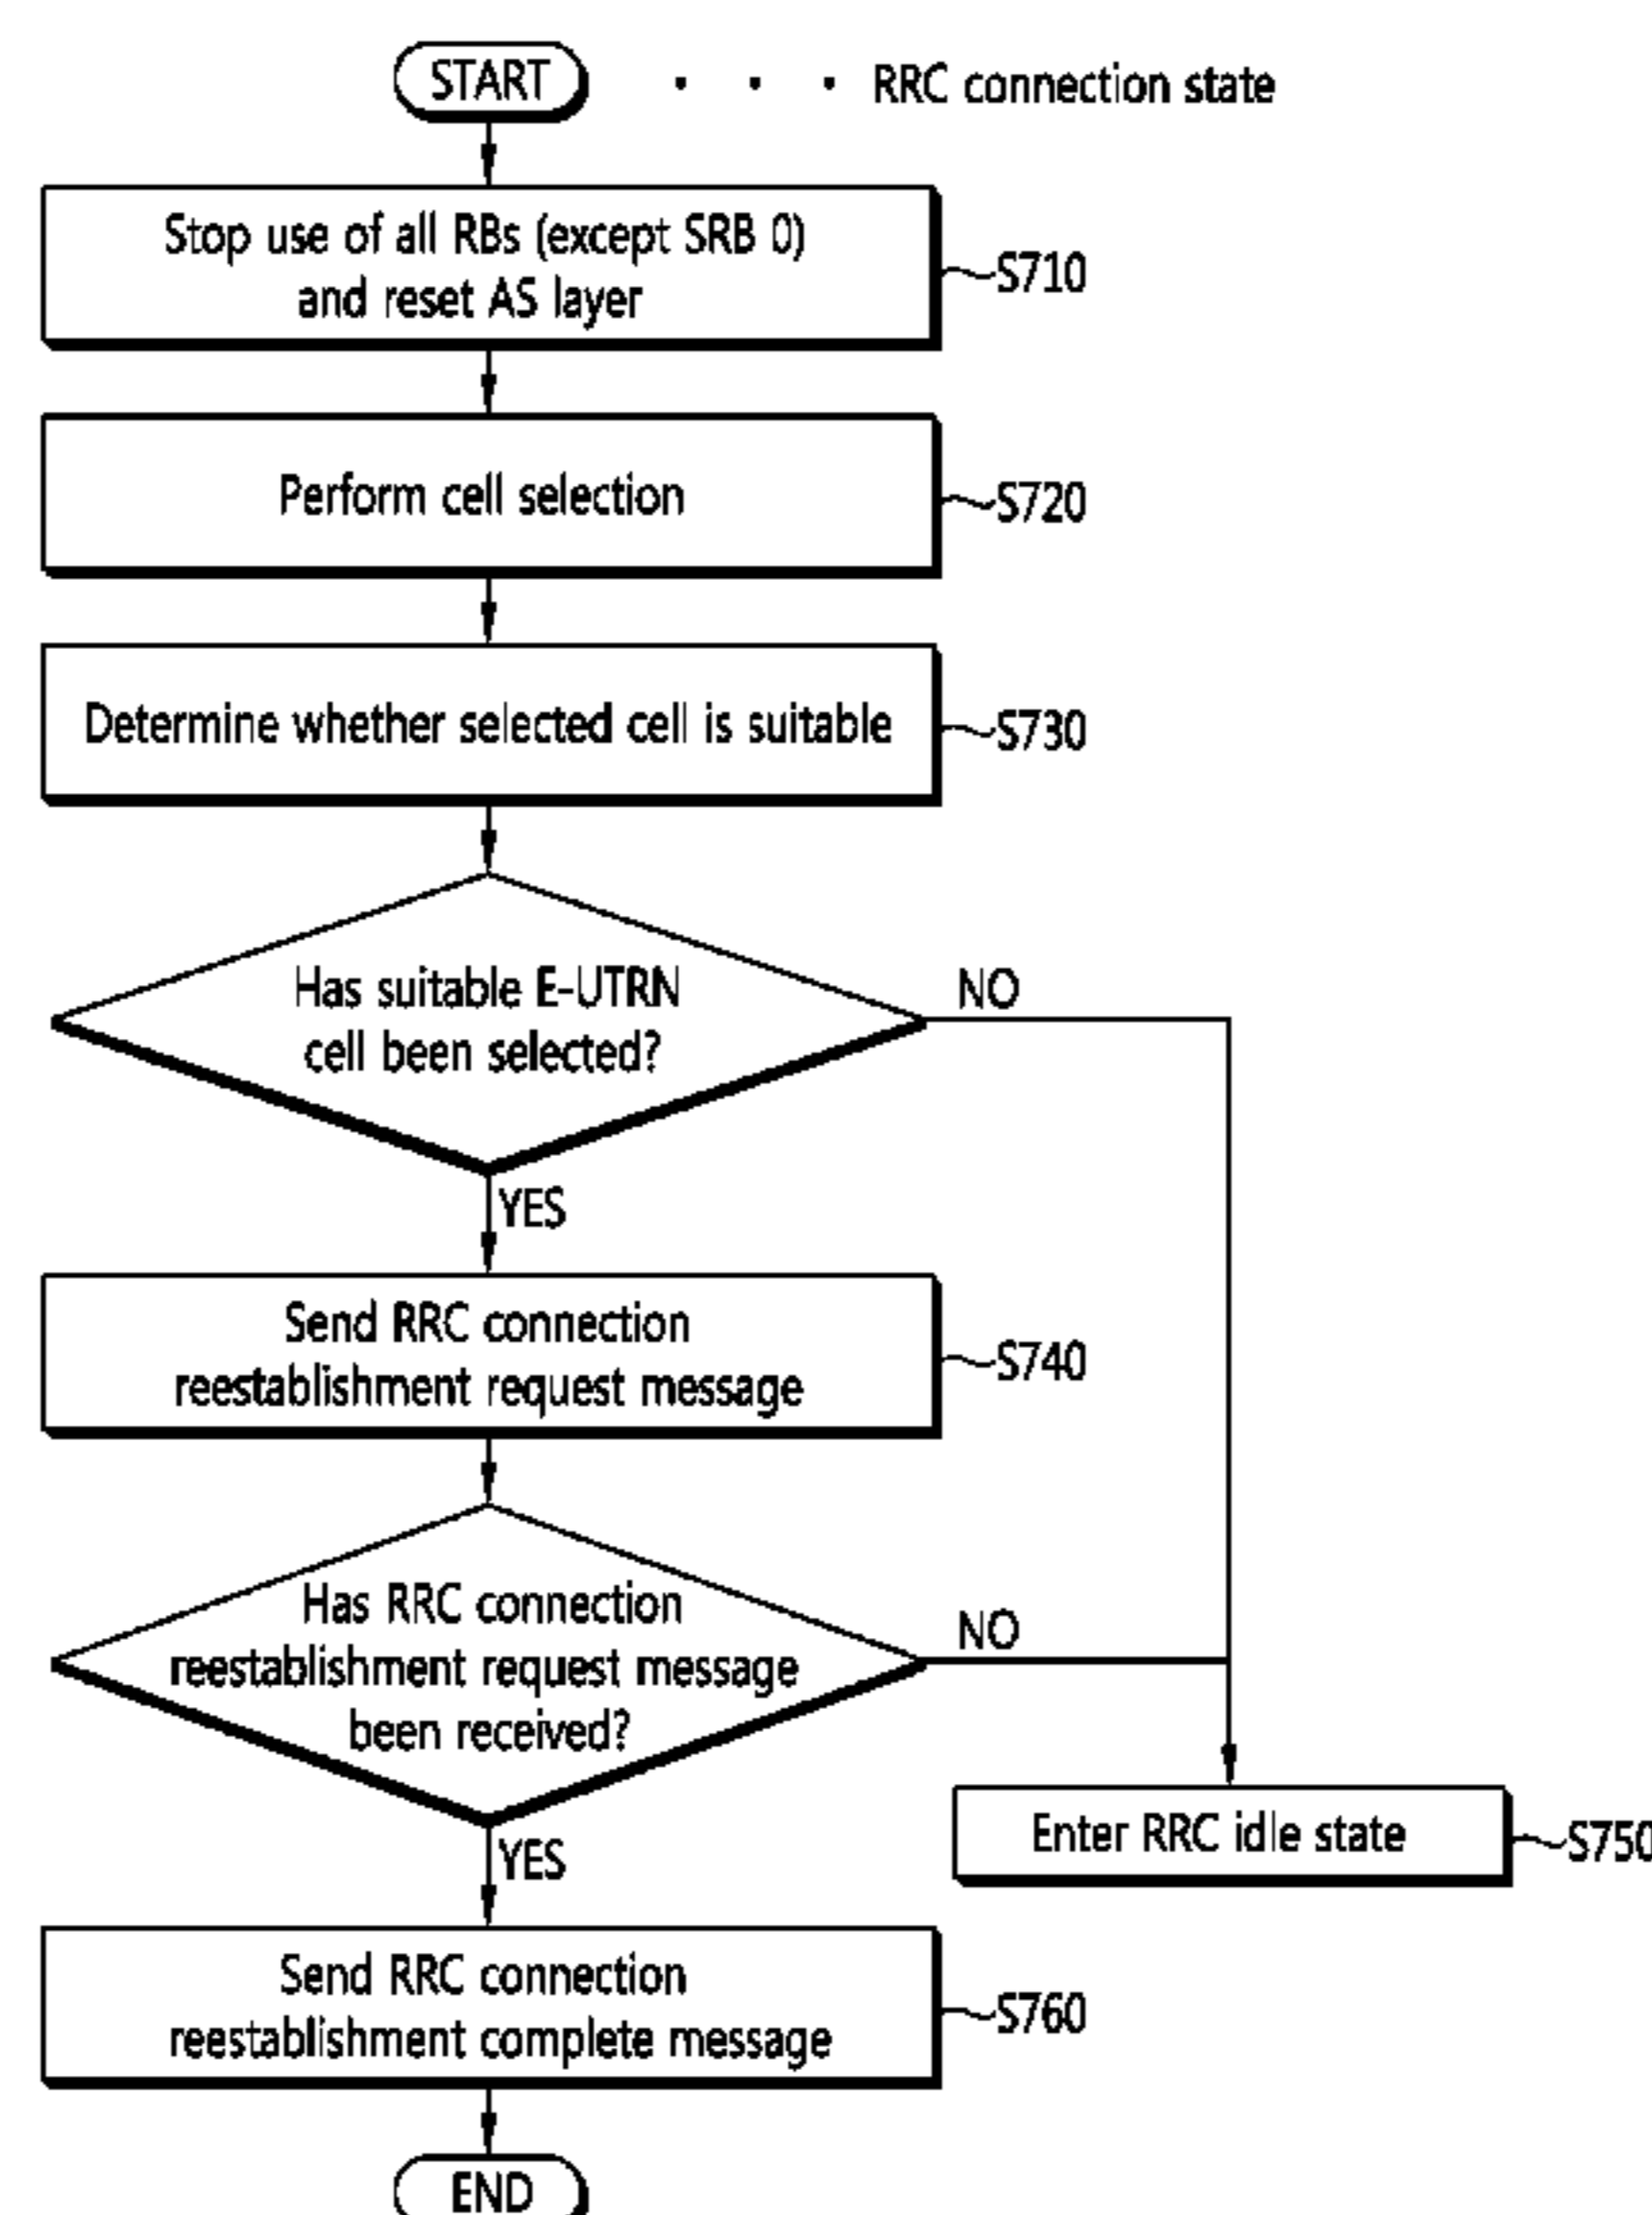 START · · · RRC connection state
Stop use of all RBs (except SRB 0)
and reset AS layer
S710
Perform cell selection
S720
Determine whether selected cell is suitable
S730
Has suitable E-UTRN
cell been selected?
NO
YES
Send RRC connection
reestablishment request message
S740
Has RRC connection
reestablishment request message
been received?
NO
YES
Enter RRC idle state
S750
Send RRC connection
reestablishment complete message
S760
END